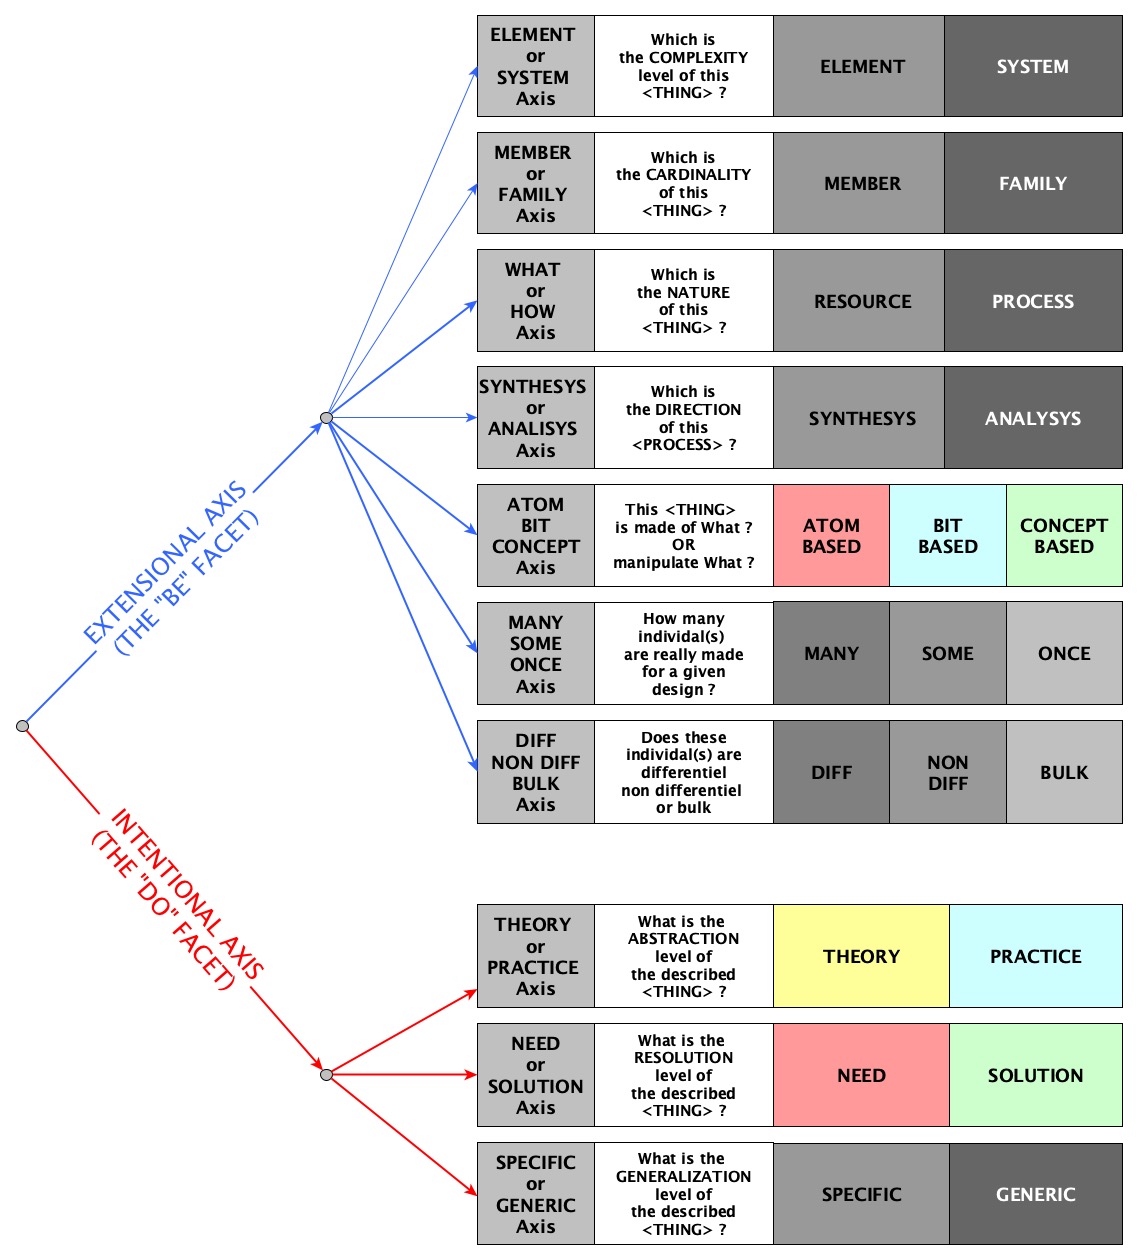 ELEMENT
or
SYSTEM
Axis
Which is
the COMPLEXITY
level of this
<THING> ?
ELEMENT
SYSTEM
MEMBER
or
FAMILY
Axis
Which is
the CARDINALITY
of this
<THING> ?
MEMBER
FAMILY
WHAT
or
HOW
Axis
Which is
the NATURE
of this
<THING> ?
RESOURCE
PROCESS
SYNTHESYS
or
ANALISYS
Axis
Which is
the DIRECTION
of this
<PROCESS> ?
SYNTHESYS
ANALYSYS
ATOM
BIT
CONCEPT
Axis
This <THING>
is made of What ?
OR
manipulate What ?
ATOM
BASED
BIT
BASED
CONCEPT
BASED
MANY
SOME
ONCE
Axis
How many
individal(s)
are really made
for a given
design ?
MANY
SOME
ONCE
DIFF
NON DIFF
BULK
Axis
Does these
individal(s) are
differentiel
non differentiel
or bulk
DIFF
NON
DIFF
BULK
EXTENSIONAL AXIS
(THE "BE" FACET)
INTENTIONAL AXIS
(THE "DO" FACET)
THEORY
or
PRACTICE
Axis
What is the
ABSTRACTION
level of
the described
<THING> ?
THEORY
PRACTICE
NEED
or
SOLUTION
Axis
What is the
RESOLUTION
level of
the described
<THING> ?
NEED
SOLUTION
SPECIFIC
or
GENERIC
Axis
What is the
GENERALIZATION
level of
the described
<THING> ?
SPECIFIC
GENERIC